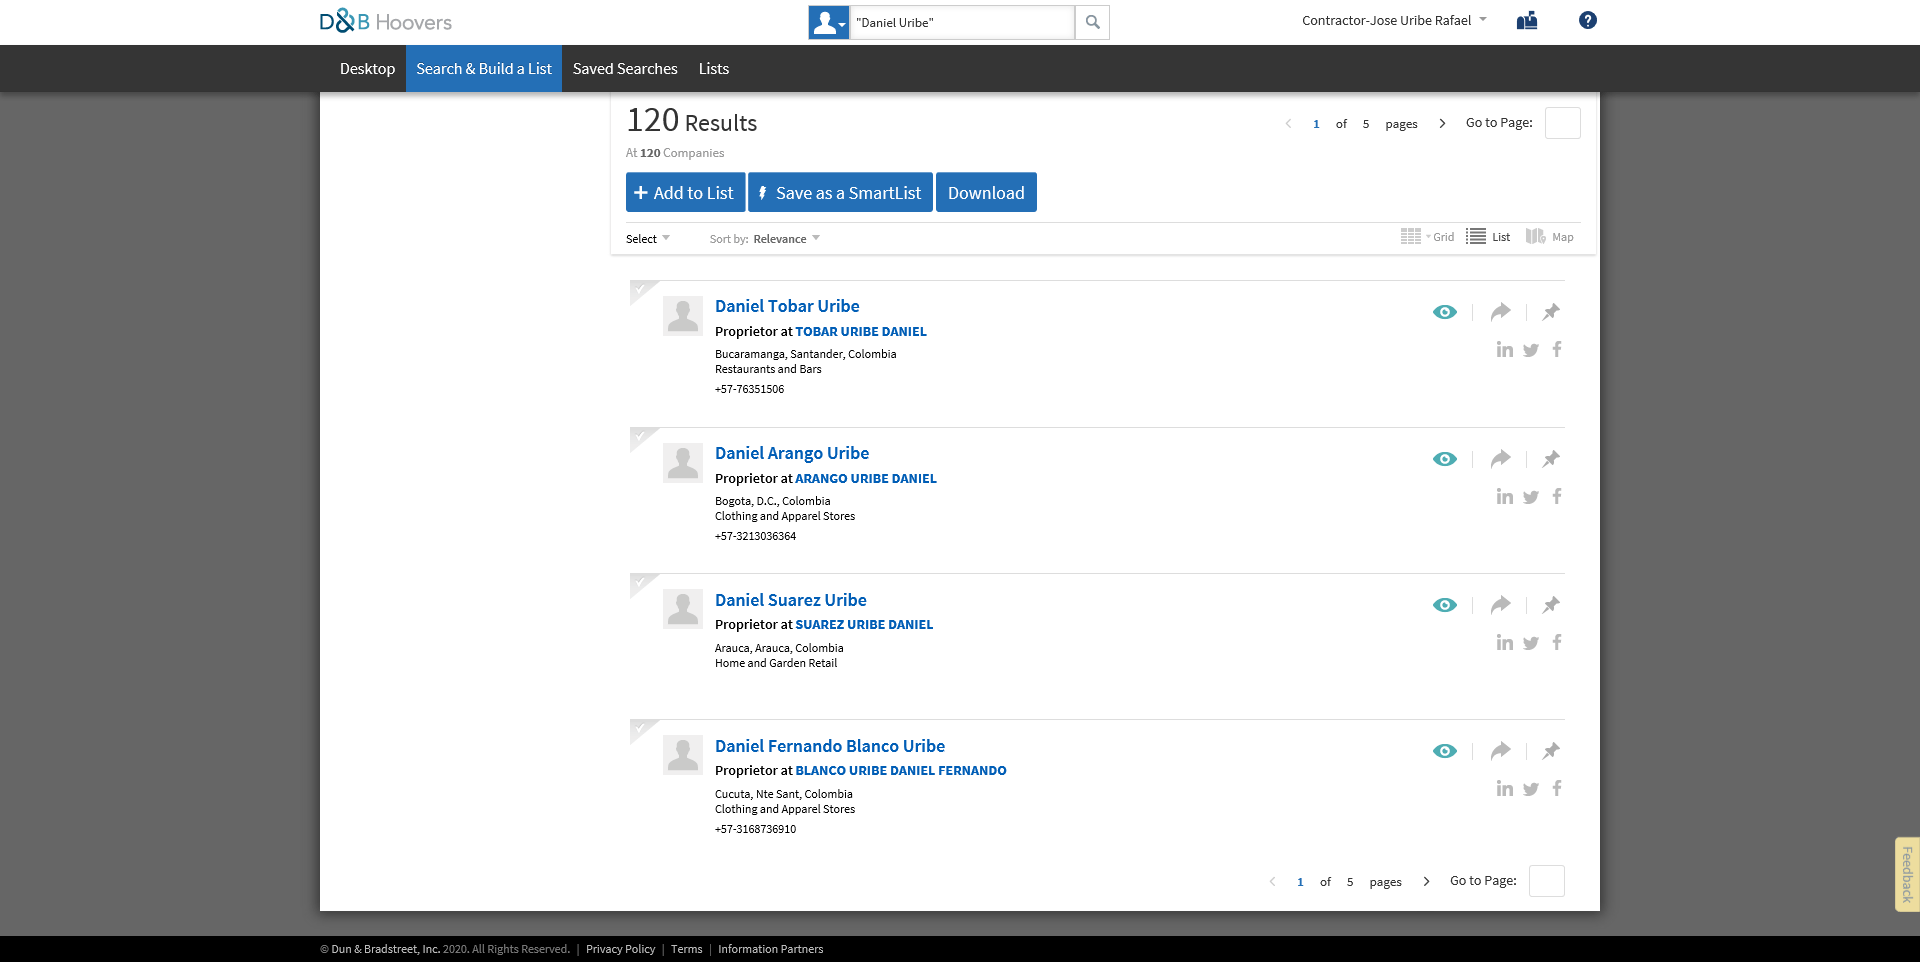 D&B Hoovers
"Daniel Uribe"
Contractor-Jose Uribe Rafael
?
Desktop Search & Build a List Saved Searches Lists
120 Results
1 of 5 pages Go to Page:
At 120 Companies
+ Add to List Save as a SmartList Download
Select Sort by: Relevance Grid List Map
Daniel Tobar Uribe
Proprietor at TOBAR URIBE DANIEL
Bucaramanga, Santander, Colombia
Restaurants and Bars
+57-76351506
Daniel Arango Uribe
Proprietor at ARANGO URIBE DANIEL
Bogota, D.C., Colombia
Clothing and Apparel Stores
+57-3213036364
Daniel Suarez Uribe
Proprietor at SUAREZ URIBE DANIEL
Arauca, Arauca, Colombia
Home and Garden Retail
Daniel Fernando Blanco Uribe
Proprietor at BLANCO URIBE DANIEL FERNANDO
Cucuta, Nte Sant, Colombia
Clothing and Apparel Stores
+57-3168736910
1 of 5 pages Go to Page:
Feedback
© Dun & Bradstreet, Inc. 2020. All Rights Reserved. | Privacy Policy | Terms | Information Partners